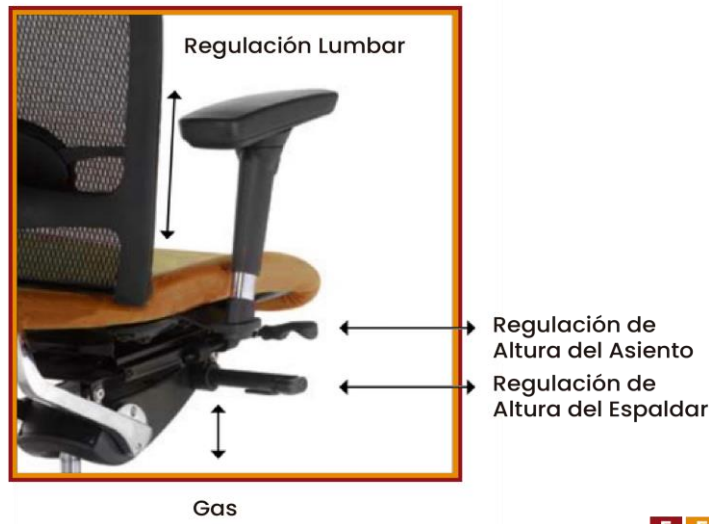 Regulación Lumbar
Regulación de
Altura del Asiento
Regulación de
Altura del Espaldar
Gas